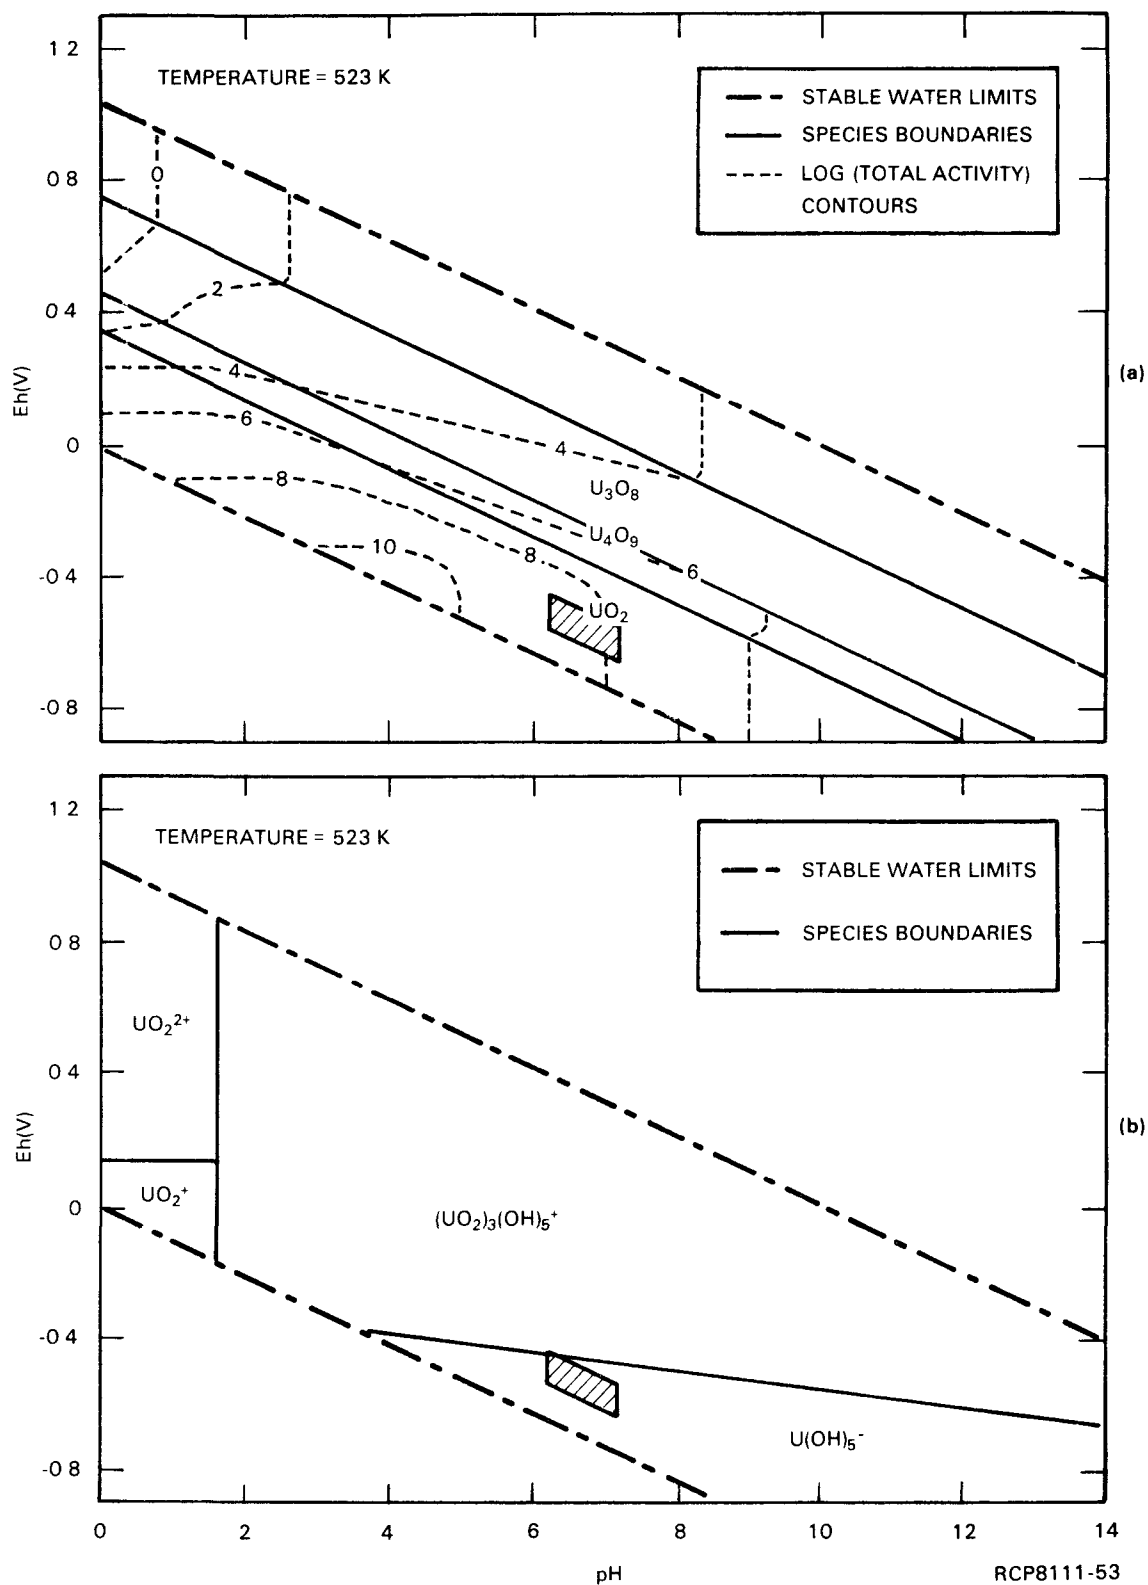 1 2
TEMPERATURE = 523 K
STABLE WATER LIMITS
SPECIES BOUNDARIES
LOG (TOTAL ACTIVITY)
CONTOURS
0 8
0
2
0 4
4
(a)
Eh(V)
6
0
4
8
U₃O₈
U₄O₉
10
8
6
-0 4
UO₂
-0 8
1 2
TEMPERATURE = 523 K
STABLE WATER LIMITS
SPECIES BOUNDARIES
0 8
UO₂²⁺
0 4
Eh(V)
(b)
UO₂⁺
0
(UO₂)₃(OH)₅⁺
-0 4
U(OH)₅⁻
-0 8
0 2 4 6 8 10 12 14
pH
RCP8111-53